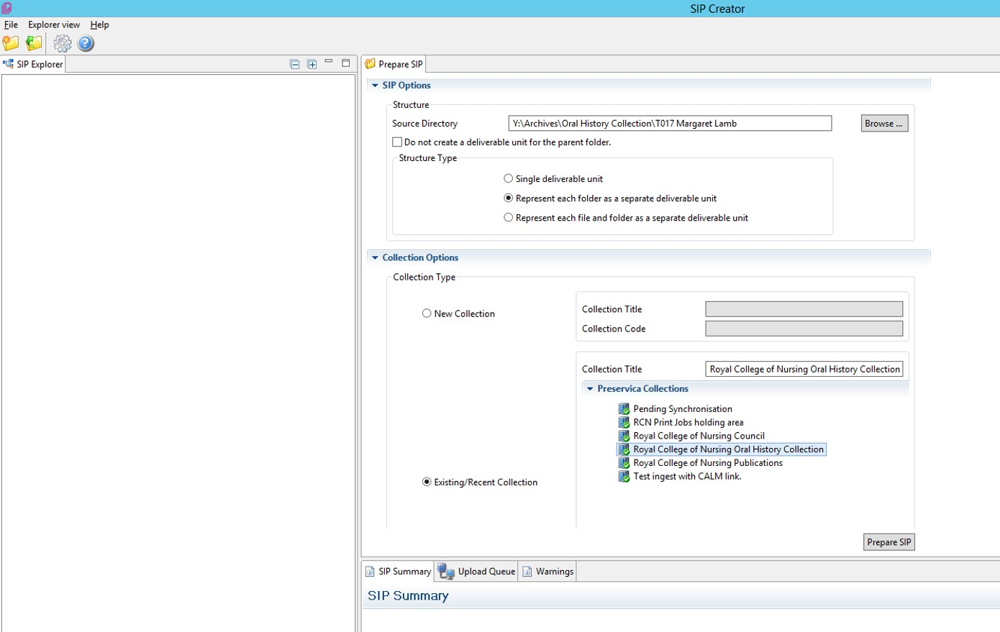 SIP Creator
File Explorer view Help
SIP Explorer
Prepare SIP
SIP Options
Structure
Source Directory Y:\Archives\Oral History Collection\T017 Margaret Lamb Browse ...
Do not create a deliverable unit for the parent folder.
Structure Type
Single deliverable unit
Represent each folder as a separate deliverable unit
Represent each file and folder as a separate deliverable unit
Collection Options
Collection Type
New Collection
Collection Title
Collection Code
Collection Title Royal College of Nursing Oral History Collection
Preservica Collections
Pending Synchronisation
RCN Print Jobs holding area
Royal College of Nursing Council
Royal College of Nursing Oral History Collection
Royal College of Nursing Publications
Test ingest with CALM link.
Existing/Recent Collection
Prepare SIP
SIP Summary Upload Queue Warnings
SIP Summary